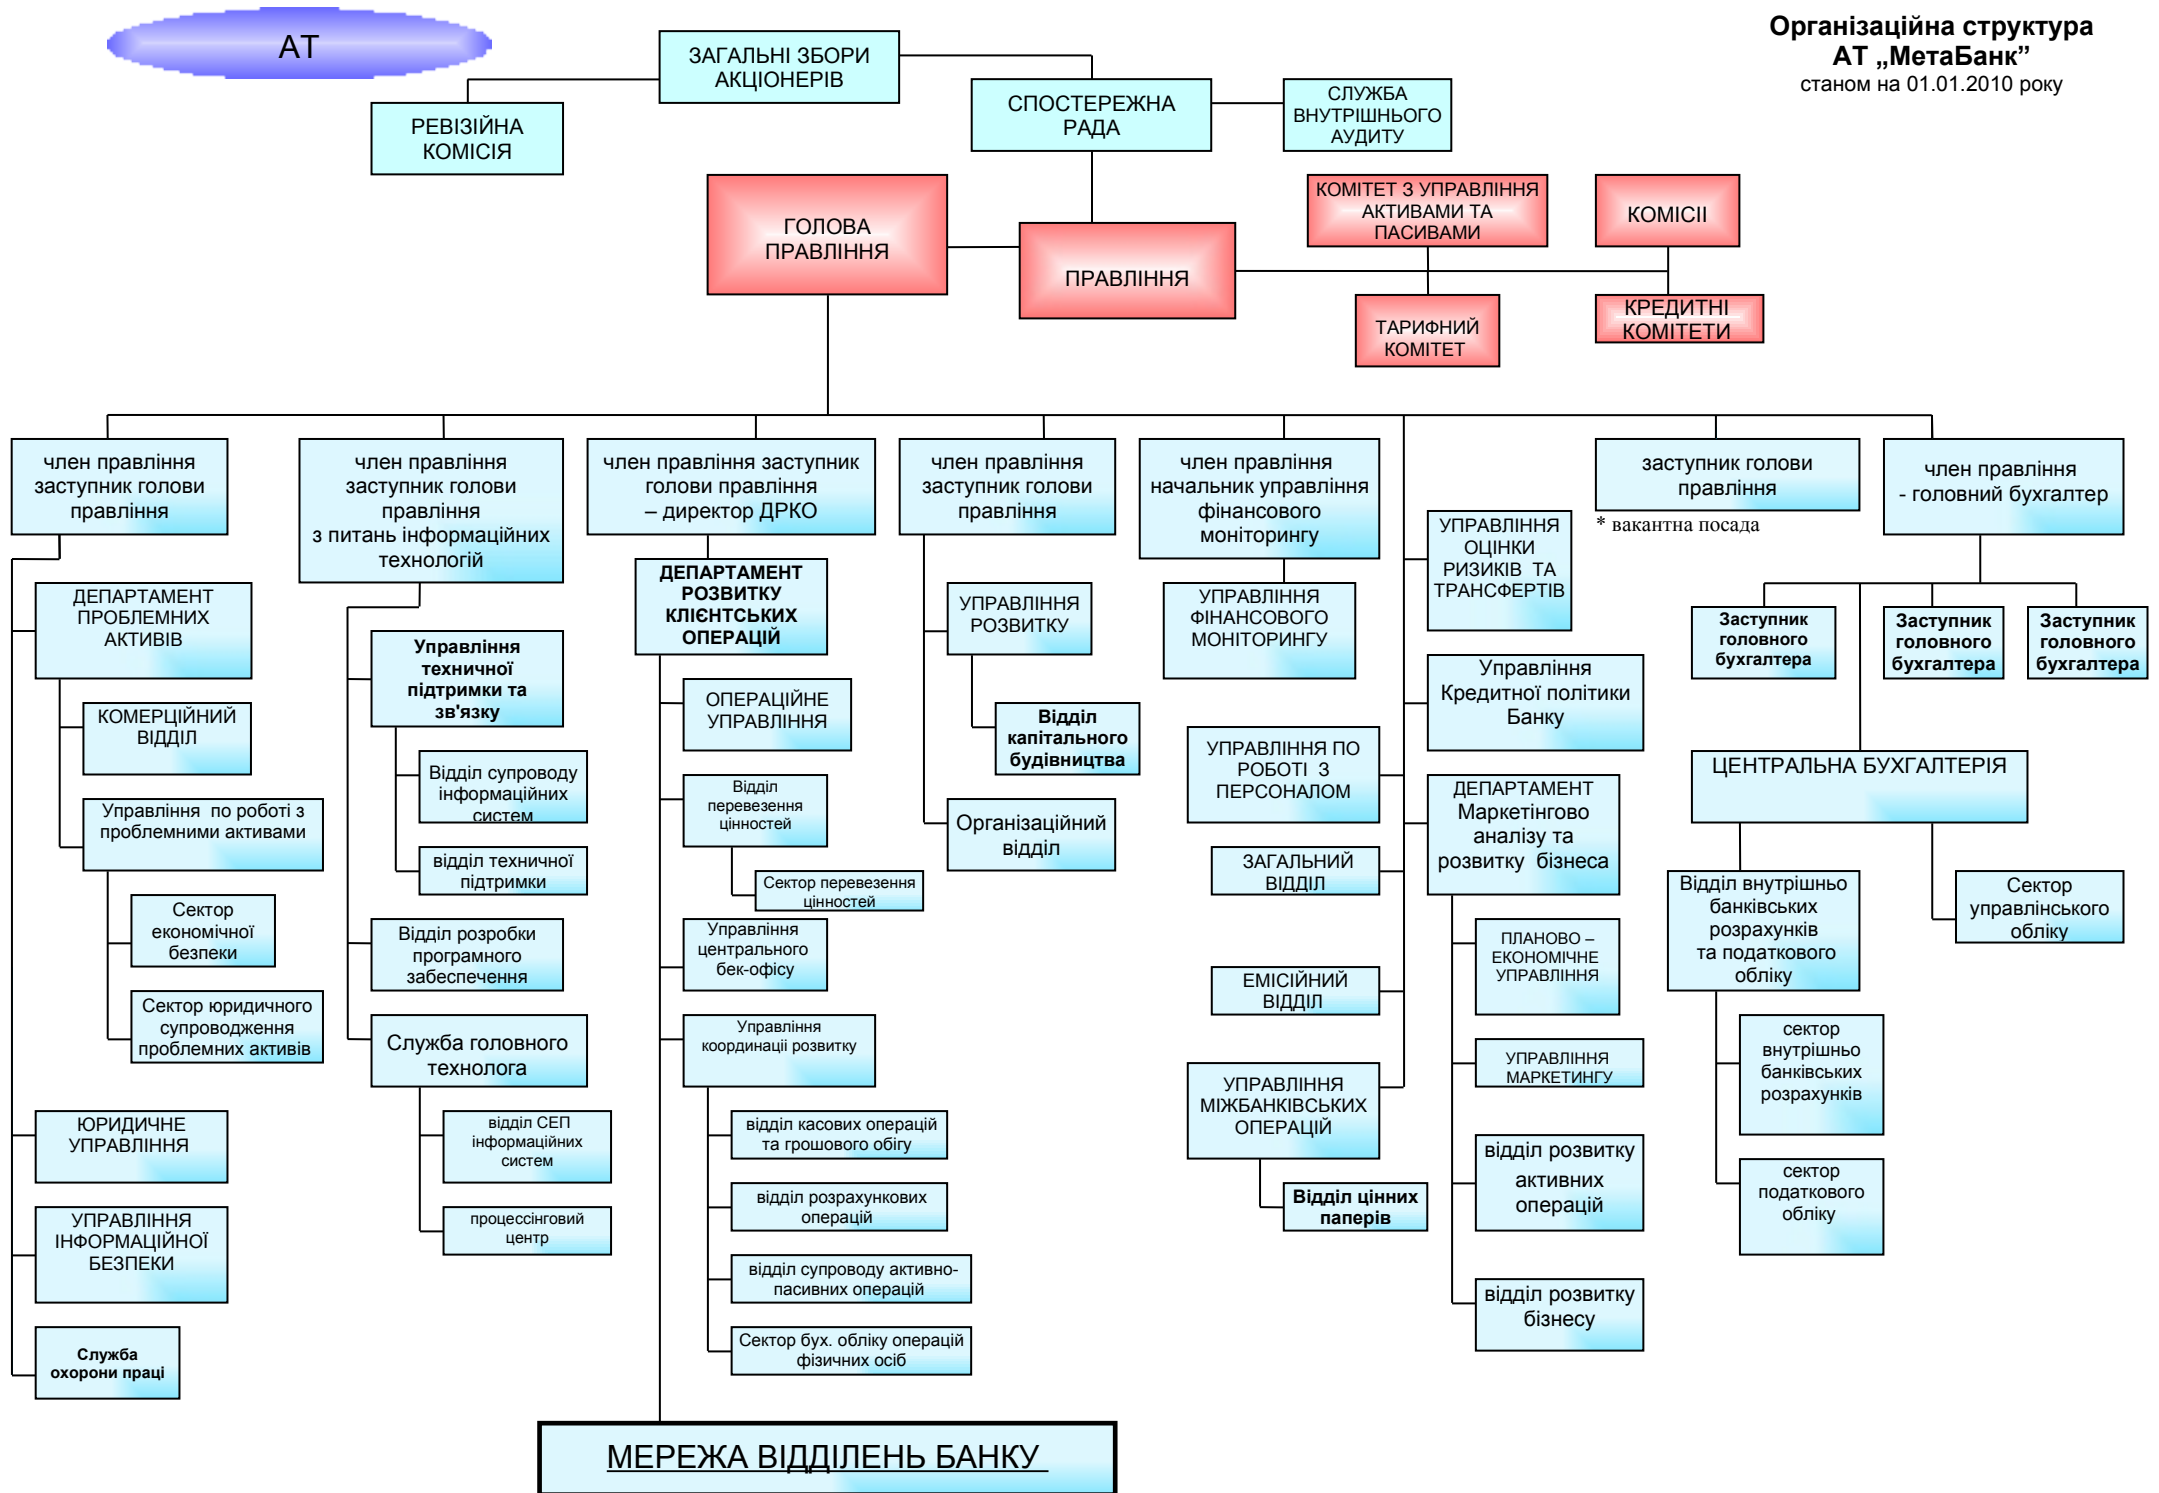 АТ
Організаційна структура
АТ „МетаБанк”
станом на 01.01.2010 року
ЗАГАЛЬНІ ЗБОРИ
АКЦІОНЕРІВ
РЕВІЗІЙНА
КОМІСІЯ
СПОСТЕРЕЖНА
РАДА
СЛУЖБА
ВНУТРІШНЬОГО
АУДИТУ
ГОЛОВА
ПРАВЛІННЯ
ПРАВЛІННЯ
КОМІТЕТ З УПРАВЛІННЯ
АКТИВАМИ ТА
ПАСИВАМИ
КОМІСІІ
ТАРИФНИЙ
КОМІТЕТ
КРЕДИТНІ
КОМІТЕТИ
член правління
заступник голови
правління
ДЕПАРТАМЕНТ
ПРОБЛЕМНИХ
АКТИВІВ
КОМЕРЦІЙНИЙ
ВІДДІЛ
Управління по роботі з
проблемними активами
Сектор
економічної
безпеки
Сектор юридичного
супроводження
проблемних активів
ЮРИДИЧНЕ
УПРАВЛІННЯ
УПРАВЛІННЯ
ІНФОРМАЦІЙНОЇ
БЕЗПЕКИ
Служба
охорони праці
член правління
заступник голови
правління
з питань інформаційних
технологій
Управління
техничної
підтримки та
зв'язку
Відділ супроводу
інформаційних
систем
відділ техничної
підтримки
Відділ розробки
програмного
забеспечення
Служба головного
технолога
відділ СЕП
інформаційних
систем
процессінговий
центр
член правління заступник
голови правління
– директор ДРКО
ДЕПАРТАМЕНТ
РОЗВИТКУ
КЛІЄНТСЬКИХ
ОПЕРАЦІЙ
ОПЕРАЦІЙНЕ
УПРАВЛІННЯ
Відділ
перевезення
цінностей
Сектор перевезення
цінностей
Управління
центрального
бек-офісу
Управління
координаціі розвитку
відділ касових операцій
та грошового обігу
відділ розрахункових
операцій
відділ супроводу активно-
пасивних операцій
Сектор бух. обліку операцій
фізичних осіб
МЕРЕЖА ВІДДІЛЕНЬ БАНКУ
член правління
заступник голови
правління
УПРАВЛІННЯ
РОЗВИТКУ
Відділ
капітального
будівництва
Організаційний
відділ
член правління
начальник управління
фінансового
моніторингу
УПРАВЛІННЯ
ФІНАНСОВОГО
МОНІТОРИНГУ
УПРАВЛІННЯ ПО
РОБОТІ З
ПЕРСОНАЛОМ
ЗАГАЛЬНИЙ
ВІДДІЛ
ЕМІСІЙНИЙ
ВІДДІЛ
УПРАВЛІННЯ
МІЖБАНКІВСЬКИХ
ОПЕРАЦІЙ
Відділ цінних
паперів
УПРАВЛІННЯ
ОЦІНКИ
РИЗИКІВ ТА
ТРАНСФЕРТІВ
Управління
Кредитної політики
Банку
ДЕПАРТАМЕНТ
Маркетінгово
аналізу та
розвитку бізнеса
ПЛАНОВО –
ЕКОНОМІЧНЕ
УПРАВЛІННЯ
УПРАВЛІННЯ
МАРКЕТИНГУ
відділ розвитку
активних
операцій
відділ розвитку
бізнесу
заступник голови
правління
* вакантна посада
член правління
- головний бухгалтер
Заступник
головного
бухгалтера
Заступник
головного
бухгалтера
Заступник
головного
бухгалтера
ЦЕНТРАЛЬНА БУХГАЛТЕРІЯ
Відділ внутрішньо
банківських
розрахунків
та податкового
обліку
Сектор
управлінського
обліку
сектор
внутрішньо
банківських
розрахунків
сектор
податкового
обліку